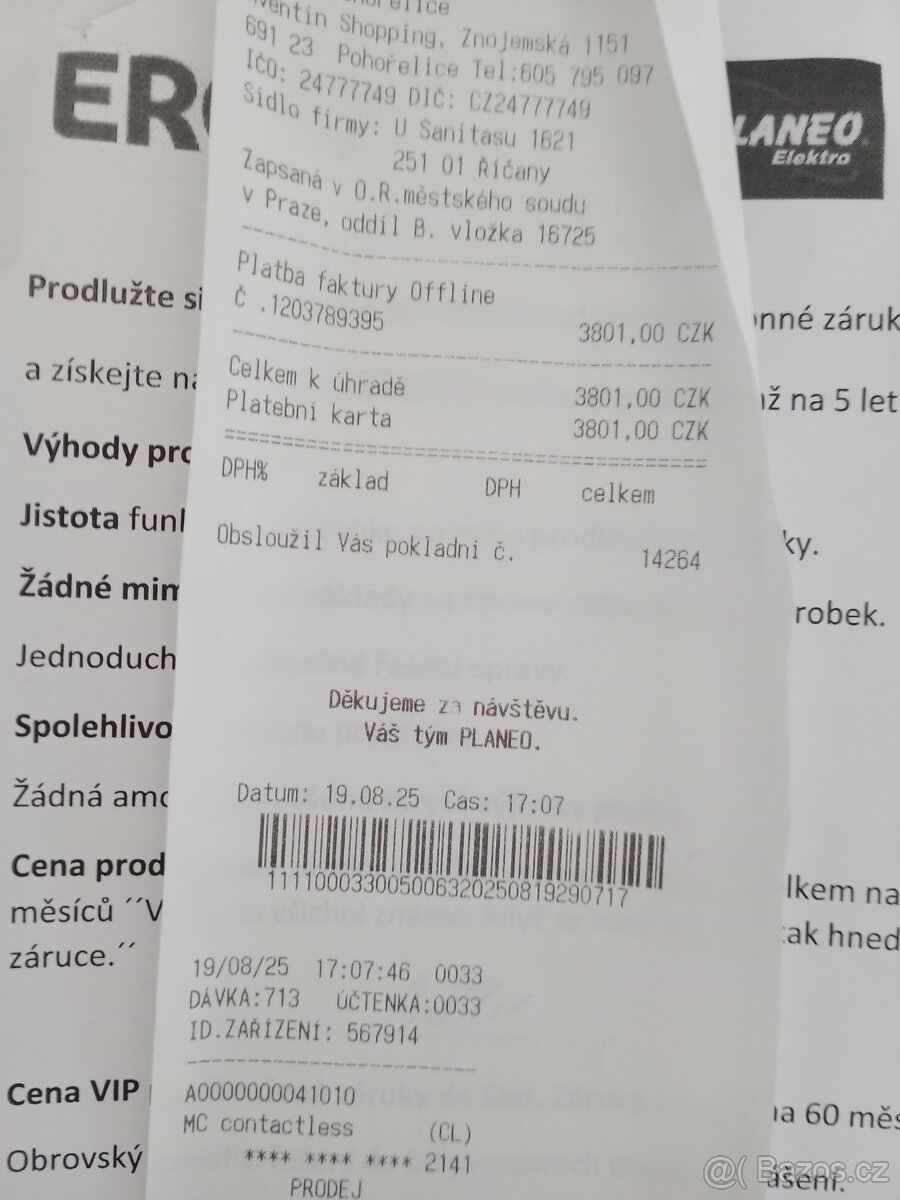 Shopping, Znojemská 1151
691 23 Pohořelice Tel:605 795 097
IČO: 24777749 DIČ: CZ24777749
Sídlo firmy: U Sanitasu 1621
251 01 Říčany
Zapsaná v O.R.městského soudu
v Praze, oddíl B. vložka 16725
Platba faktury Offline
Č .1203789395 3801,00 CZK
Celkem k úhradě 3801,00 CZK
Platební karta 3801,00 CZK
DPH% základ DPH celkem
Obsloužil Vás pokladní č. 14264
Děkujeme za návštěvu.
Váš tým PLANEO.
Datum: 19.08.25 Cas: 17:07
111100033005006320250819290717
19/08/25 17:07:46 0033
DÁVKA:713 ÚČTENKA:0033
ID.ZAŘÍZENÍ: 567914
A0000000041010
MC contactless (CL)
**** **** **** 2141
PRODEJ
ER
LANEO
Elektro
Prodlužte si
onné záruk
a získejte na
až na 5 let
Výhody pro
Jistota funk
ky.
Žádné mim
robek.
Jednoduch
Spolehlivo
Žádná amo
Cena prod
lkem na
měsíců ´´V
tak hned
záruce.´´
Cena VIP
na 60 měs
Obrovský
ášení.
@( Bazos.cz